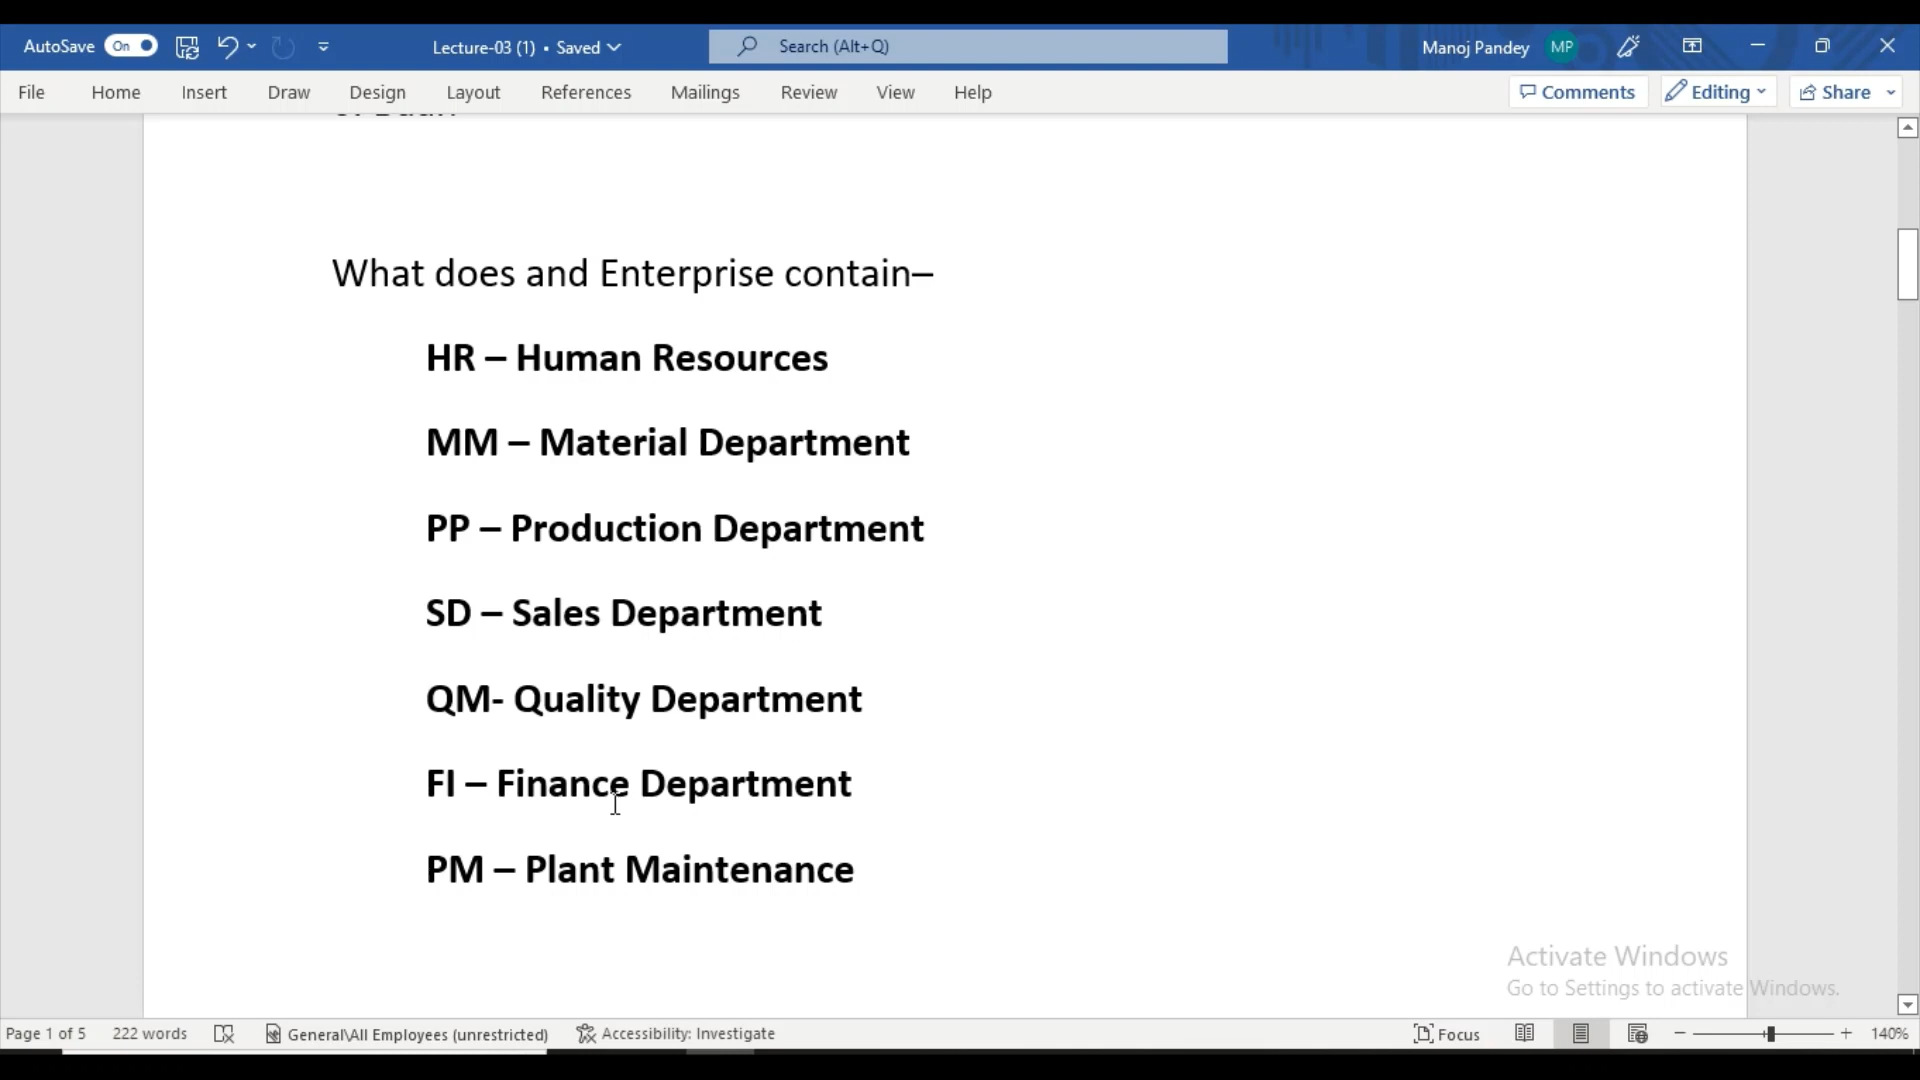 AutoSave On Lecture-03 (1) • Saved Search (Alt+Q) Manoj Pandey MP
File Home Insert Draw Design Layout References Mailings Review View Help Comments Editing Share
What does and Enterprise contain–
HR – Human Resources
MM – Material Department
PP – Production Department
SD – Sales Department
QM- Quality Department
FI – Finance Department
PM – Plant Maintenance
Activate Windows
Go to Settings to activate Windows.
Page 1 of 5 222 words General\All Employees (unrestricted) Accessibility: Investigate Focus 140%